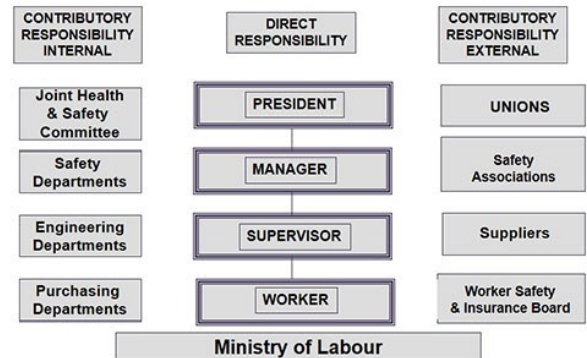 CONTRIBUTORY
RESPONSIBILITY
INTERNAL
DIRECT
RESPONSIBILITY
CONTRIBUTORY
RESPONSIBILITY
EXTERNAL
Joint Health
& Safety
Committee
PRESIDENT
UNIONS
Safety
Departments
MANAGER
Safety
Associations
Engineering
Departments
SUPERVISOR
Suppliers
Purchasing
Departments
WORKER
Worker Safety
& Insurance Board
Ministry of Labour